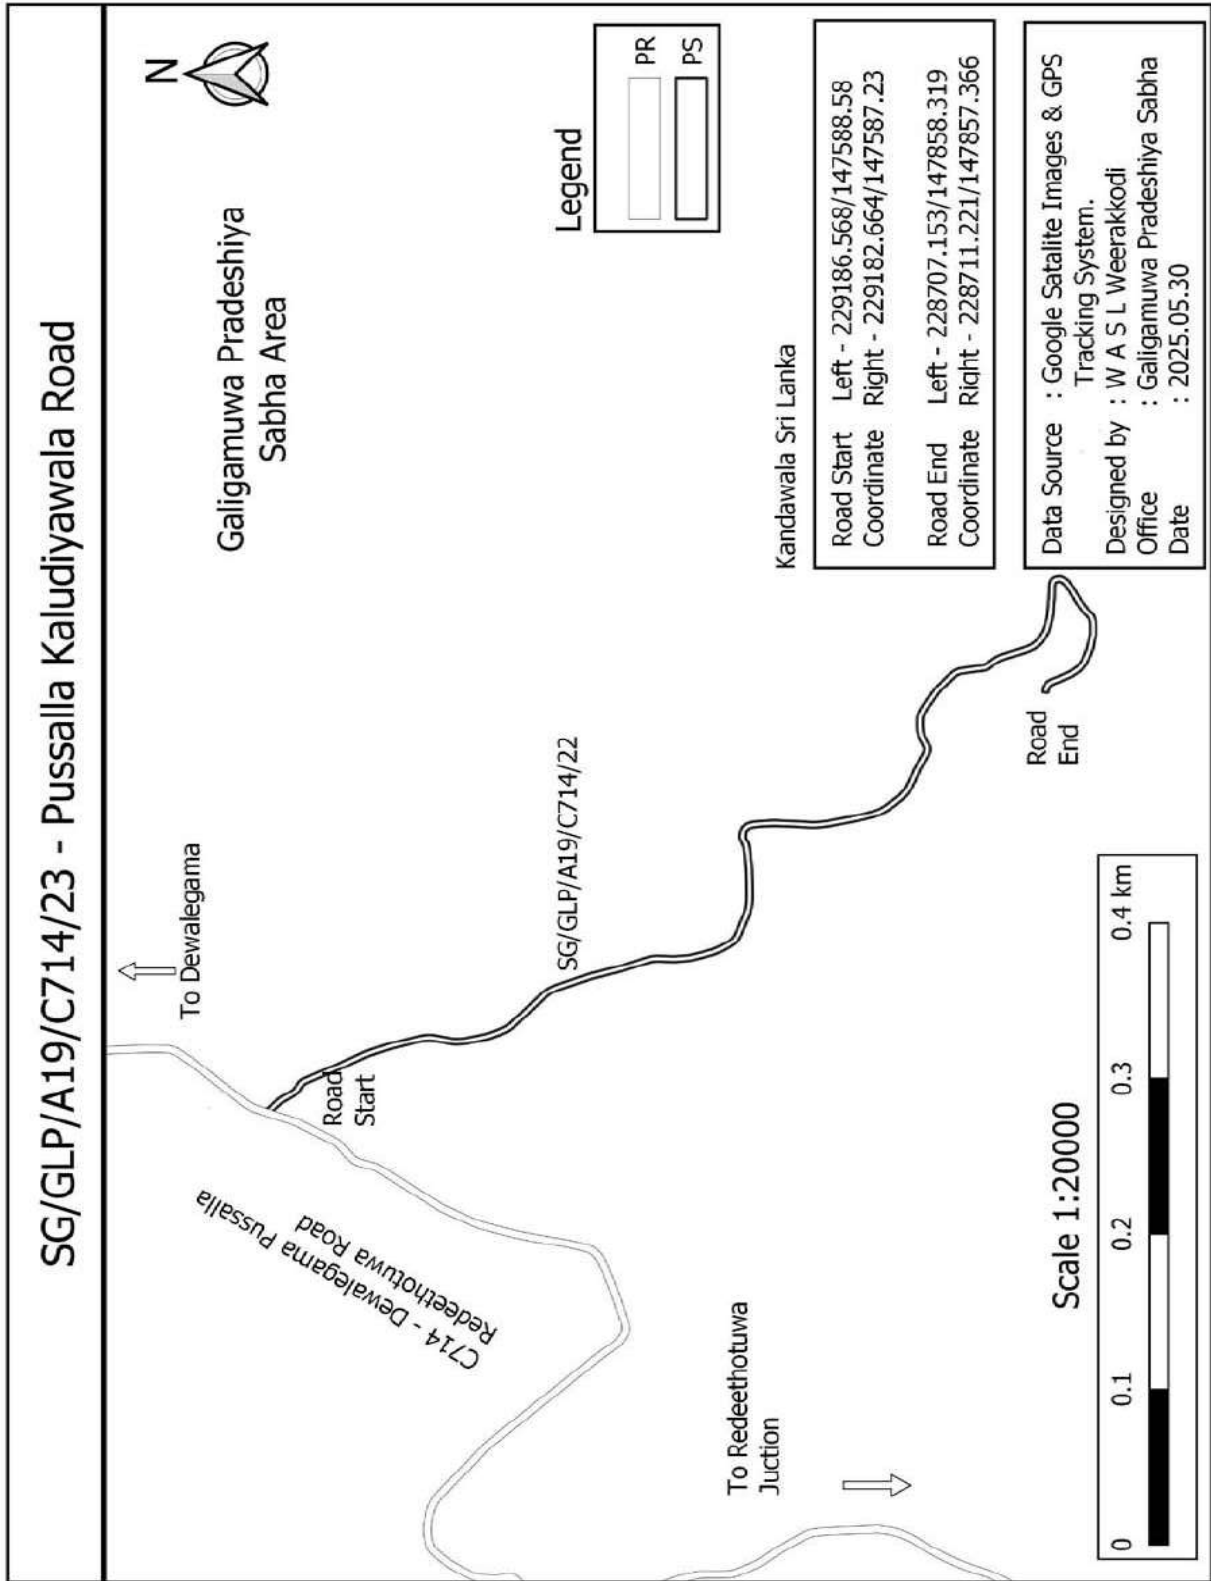 SG/GLP/A19/C714/23 - Pussalla Kaludiyawala Road
N
Galigamuwa Pradeshiya
Sabha Area
To Dewalegama
Road
Start
C714 - Dewalegama Pussalla
Redeethotuwa Road
SG/GLP/A19/C714/22
Legend
PR
PS
To Redeethotuwa
Juction
Kandawala Sri Lanka
Road Start Left - 229186.568/147588.58
Coordinate Right - 229182.664/147587.23
Road End Left - 228707.153/147858.319
Coordinate Right - 228711.221/147857.366
Road
End
Scale 1:20000
0 0.1 0.2 0.3 0.4 km
Data Source : Google Satalite Images & GPS
Tracking System.
Designed by : W A S L Weerakkodi
Office : Galigamuwa Pradeshiya Sabha
Date : 2025.05.30